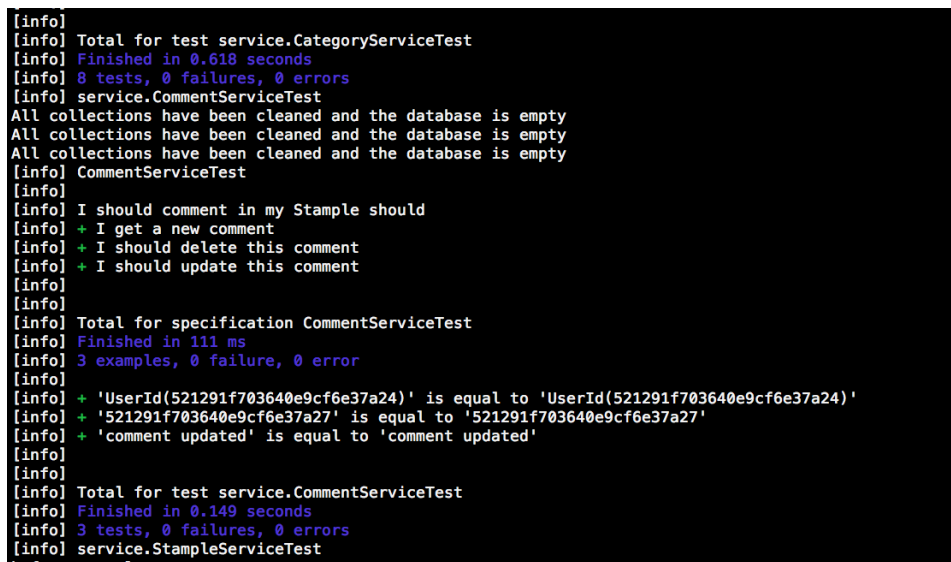 [info]
[info] Total for test service.CategoryServiceTest
[info] Finished in 0.618 seconds
[info] 8 tests, 0 failures, 0 errors
[info] service.CommentServiceTest
All collections have been cleaned and the database is empty
All collections have been cleaned and the database is empty
All collections have been cleaned and the database is empty
[info] CommentServiceTest
[info]
[info] I should comment in my Stample should
[info] + I get a new comment
[info] + I should delete this comment
[info] + I should update this comment
[info]
[info]
[info] Total for specification CommentServiceTest
[info] Finished in 111 ms
[info] 3 examples, 0 failure, 0 error
[info]
[info] + 'UserId(521291f703640e9cf6e37a24)' is equal to 'UserId(521291f703640e9cf6e37a24)'
[info] + '521291f703640e9cf6e37a27' is equal to '521291f703640e9cf6e37a27'
[info] + 'comment updated' is equal to 'comment updated'
[info]
[info]
[info] Total for test service.CommentServiceTest
[info] Finished in 0.149 seconds
[info] 3 tests, 0 failures, 0 errors
[info] service.StampleServiceTest